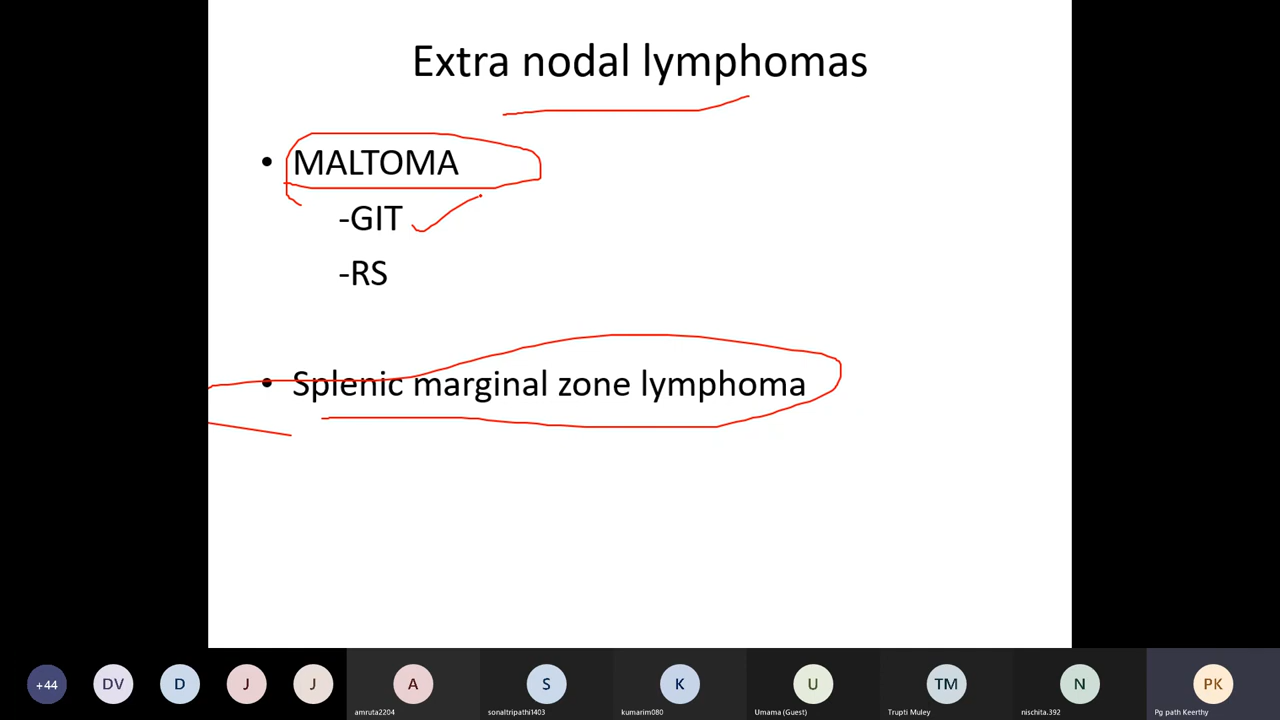 Extra nodal lymphomas
• MALTOMA
-GIT
-RS
• Splenic marginal zone lymphoma
+44 DV D J J A S K U TM N PK
amruta2204 sonaltripathi1403 kumarim080 Umama (Guest) Trupti Muley nischita.392 Pg path Keerthy